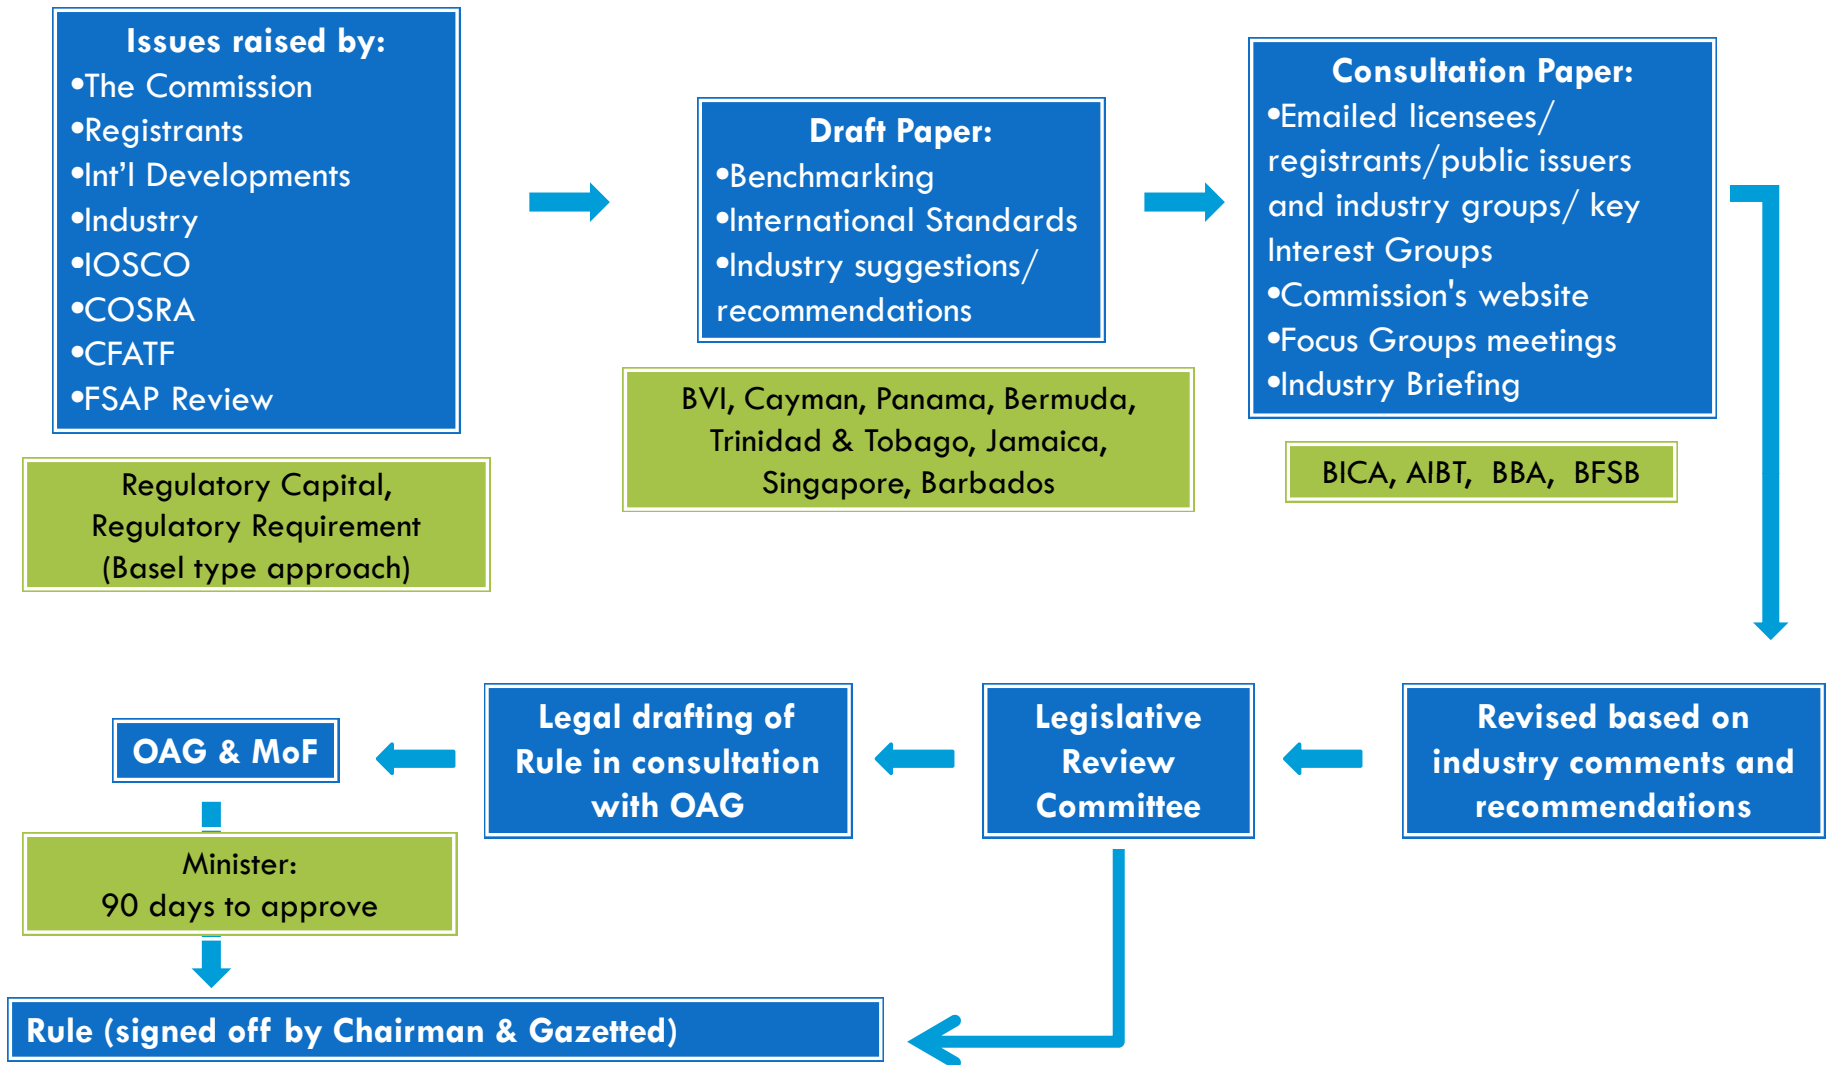 Issues raised by:
•The Commission
•Registrants
•Int'l Developments
•Industry
•IOSCO
•COSRA
•CFATF
•FSAP Review
Regulatory Capital,
Regulatory Requirement
(Basel type approach)
Draft Paper:
•Benchmarking
•International Standards
•Industry suggestions/
recommendations
BVI, Cayman, Panama, Bermuda,
Trinidad & Tobago, Jamaica,
Singapore, Barbados
Consultation Paper:
•Emailed licensees/
registrants/public issuers
and industry groups/ key
Interest Groups
•Commission's website
•Focus Groups meetings
•Industry Briefing
BICA, AIBT, BBA, BFSB
Revised based on
industry comments and
recommendations
Legislative
Review
Committee
Legal drafting of
Rule in consultation
with OAG
OAG & MoF
Minister:
90 days to approve
Rule (signed off by Chairman & Gazetted)